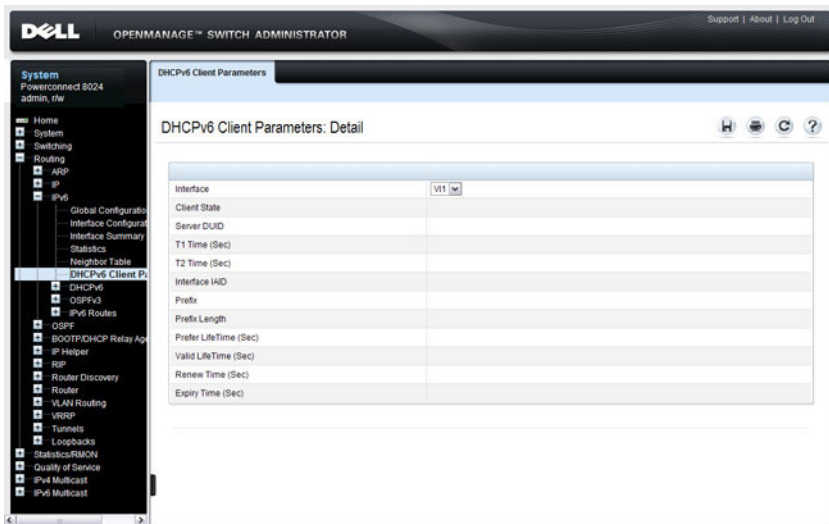 Support | About | Log Out
DELL
OPENMANAGE™ SWITCH ADMINISTRATOR
System
Powerconnect 8024
admin, r/w
Home
System
Switching
Routing
ARP
IP
IPv6
Global Configuratio
Interface Configurat
Interface Summary
Statistics
Neighbor Table
DHCPv6 Client Pa
DHCPv6
OSPFv3
IPv6 Routes
OSPF
BOOTP/DHCP Relay Age
IP Helper
RIP
Router Discovery
Router
VLAN Routing
VRRP
Tunnels
Loopbacks
Statistics/RMON
Quality of Service
IPv4 Multicast
IPv6 Multicast
DHCPv6 Client Parameters
DHCPv6 Client Parameters: Detail
Interface Vl1
Client State
Server DUID
T1 Time (Sec)
T2 Time (Sec)
Interface IAID
Prefix
Prefix Length
Prefer LifeTime (Sec)
Valid LifeTime (Sec)
Renew Time (Sec)
Expiry Time (Sec)